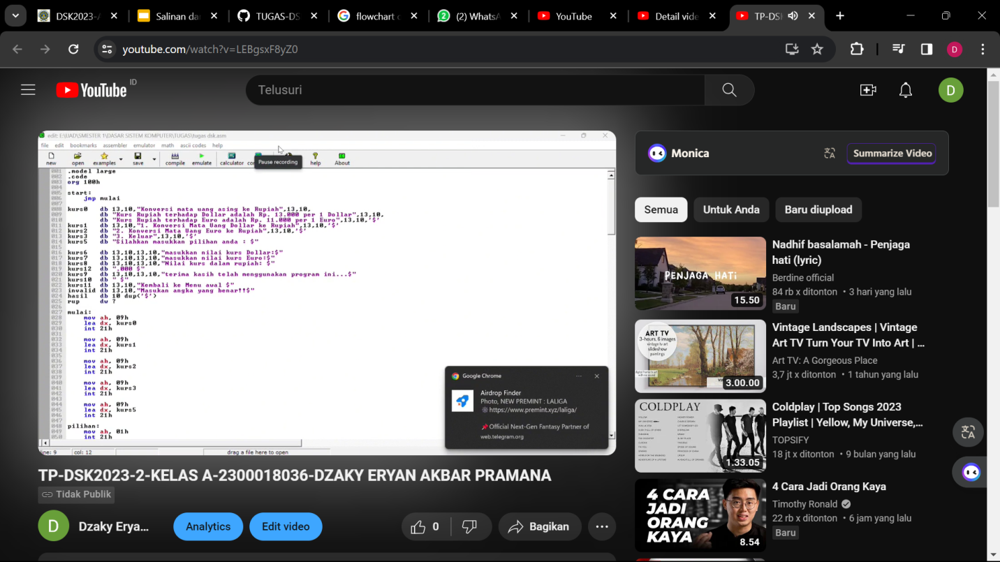 DSK2023-A
Salinan da
TUGAS-DS
flowchart c
(2) WhatsA
YouTube
Detail vide
TP-DS
youtube.com/watch?v=LEBgsxF8yZ0
YouTube ID
Telusuri
D
edit: E:\UAD\SMESTER 1\DASAR SISTEM KOMPUTER\TUGAS\tugas dsk.asm
file edit bookmarks assembler emulator math ascii codes help
new open examples save compile emulate calculator help About
Pause recording
001 .model large
002 .code
003 org 100h
004
005 start:
006 jmp mulai
007
008 kurs0 db 13,10,"Konversi mata uang asing ke Rupiah",13,10,
009 db "Kurs Rupiah terhadap Dollar adalah Rp. 13.000 per 1 Dollar",13,10,
010 db "Kurs Rupiah terhadap Euro adalah Rp. 11.000 per 1 Euro",13,10,'$'
011 kurs1 db 13,10,"1. Konversi Mata Uang Dollar ke Rupiah",13,10,'$'
012 kurs2 db "2. Konversi Mata Uang Euro ke Rupiah",13,10,'$'
013 kurs3 db "3. Keluar",13,10,'$'
014 kurs5 db "Silahkan masukkan pilihan anda : $"
015
016 kurs6 db 13,10,13,10,"masukkan nilai kurs Dollar:$"
017 kurs7 db 13,10,13,10,"masukkan nilai kurs Euro:$"
018 kurs8 db 13,10,13,10,"Nilai kurs dalam rupiah: $"
019 kurs12 db ".000 $"
020 kurs9 db 13,10,13,10,"terima kasih telah menggunakan program ini...$"
021 kurs10 db " $"
022 kurs11 db 13,10,"Kembali ke Menu awal $"
023 invalid db 13,10,"Masukan angka yang benar!!$"
024 hasil db 10 dup('$')
025 rup dw ?
026
027 mulai:
028 mov ah, 09h
029 lea dx, kurs0
030 int 21h
031
032 mov ah, 09h
033 lea dx, kurs1
034 int 21h
035
036 mov ah, 09h
037 lea dx, kurs2
038 int 21h
039
040 mov ah, 09h
041 lea dx, kurs3
042 int 21h
043
044 mov ah, 09h
045 lea dx, kurs5
046 int 21h
047
048 pilihan:
049 mov ah, 01h
050 int 21h
line: 9 col: 12 drag a file here to open
Google Chrome
Airdrop Finder
Photo, NEW PREMINT : LALIGA
https://www.premint.xyz/laliga/
Official Next-Gen Fantasy Partner of
web.telegram.org
TP-DSK2023-2-KELAS A-2300018036-DZAKY ERYAN AKBAR PRAMANA
Tidak Publik
D
Dzaky Erya...
Analytics
Edit video
0
Bagikan
Monica
Summarize Video
Semua
Untuk Anda
Baru diupload
PENJAGA HATI
15.50
Nadhif basalamah - Penjaga
hati (lyric)
Berdine official
84 rb x ditonton • 3 hari yang lalu
Baru
ART TV
3-hours, 6 images
vintage tv art
slideshow
paintings
3.00.00
Vintage Landscapes | Vintage
Art TV Turn Your TV Into Art | ...
Art TV: A Gorgeous Place
3,7 jt x ditonton • 1 tahun yang lalu
COLDPLAY
1.33.05
Coldplay | Top Songs 2023
Playlist | Yellow, My Universe,...
TOPSIFY
18 jt x ditonton • 9 bulan yang lalu
4 CARA
JADI
ORANG
KAYA
8.54
4 Cara Jadi Orang Kaya
Timothy Ronald
22 rb x ditonton • 6 jam yang lalu
Baru